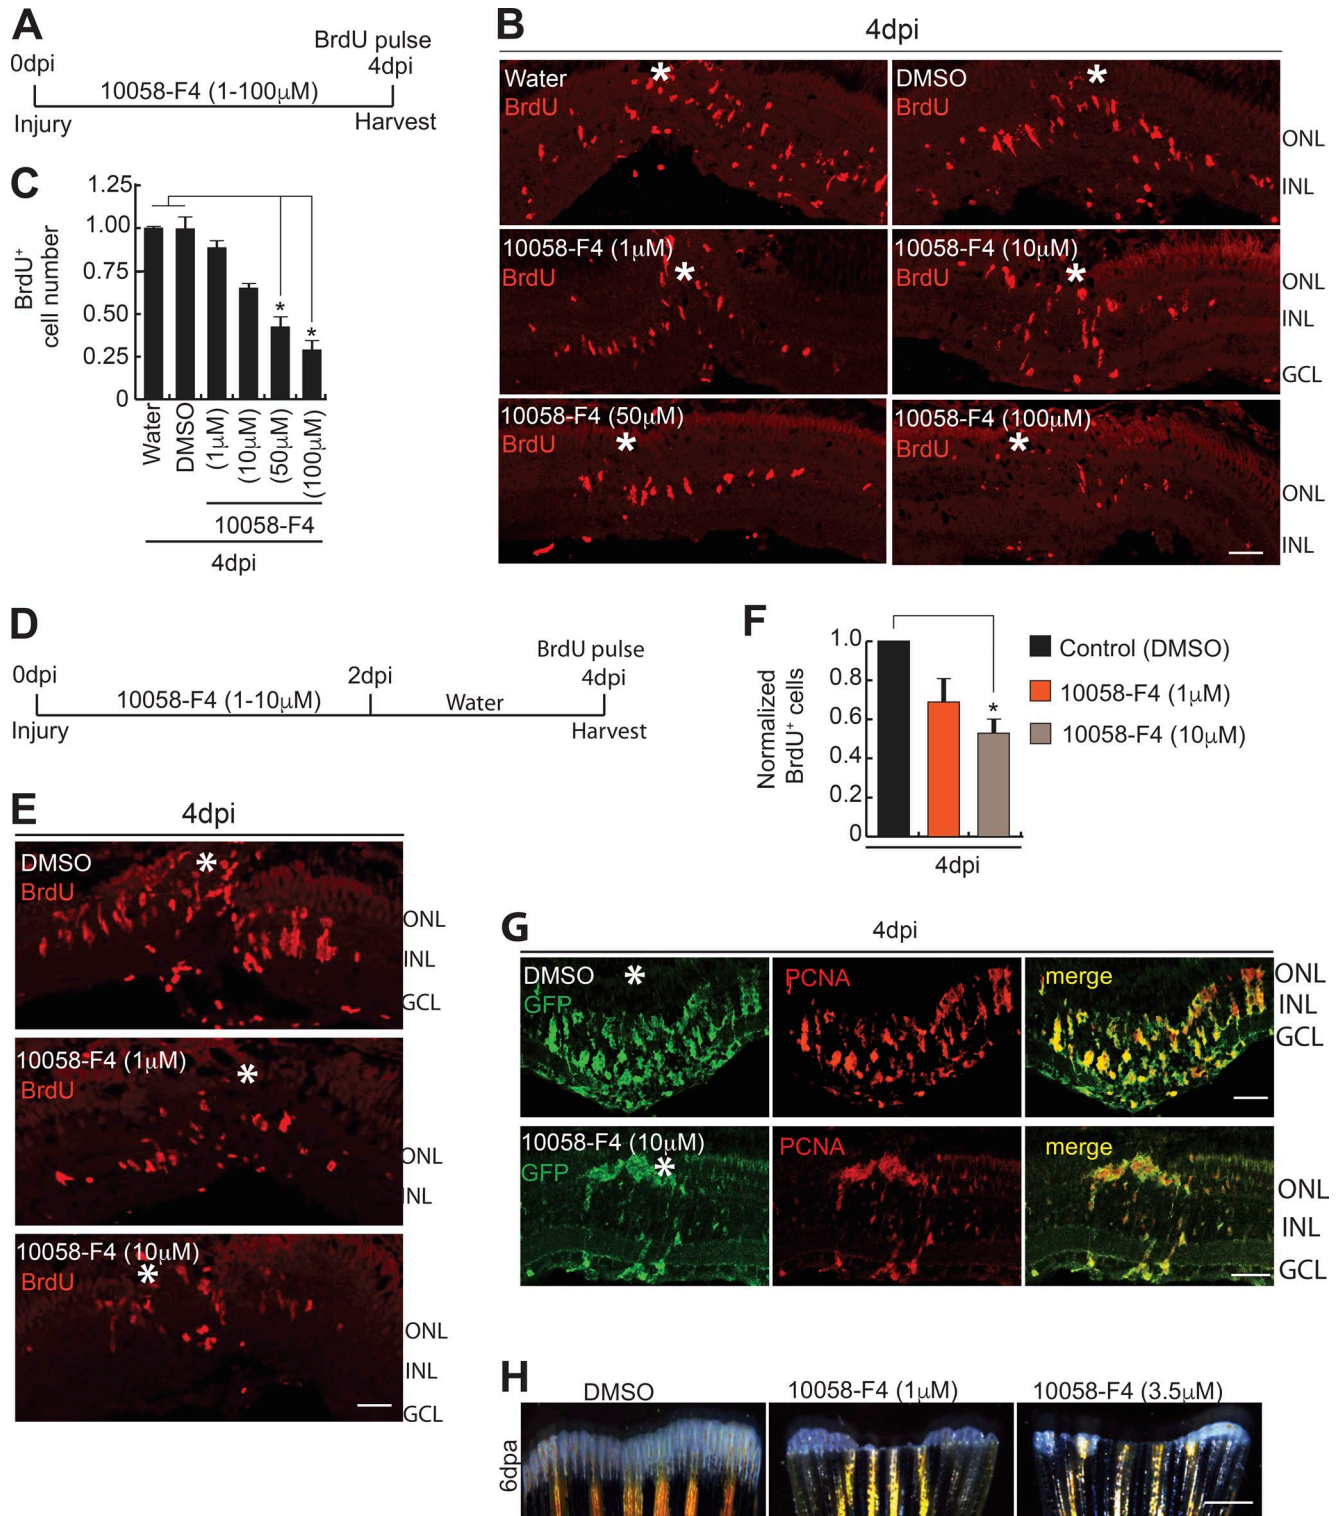 A
BrdU pulse
0dpi
4dpi
10058-F4 (1-100μM)
Injury
Harvest
B
4dpi
Water
BrdU
*
DMSO
BrdU
*
ONL
INL
10058-F4 (1μM)
BrdU
*
10058-F4 (10μM)
BrdU
*
ONL
INL
GCL
10058-F4 (50μM)
BrdU
*
10058-F4 (100μM)
BrdU
*
ONL
INL
C
BrdU+
cell number
1.25
1.00
0.75
0.50
0.25
0
*
*
Water
DMSO
(1μM)
(10μM)
(50μM)
(100μM)
10058-F4
4dpi
D
BrdU pulse
0dpi
2dpi
4dpi
10058-F4 (1-10μM)
Water
Injury
Harvest
E
4dpi
DMSO
BrdU
*
ONL
INL
GCL
10058-F4 (1μM)
BrdU
*
ONL
INL
10058-F4 (10μM)
BrdU
*
ONL
INL
GCL
F
Normalized
BrdU+ cells
1.0
0.8
0.6
0.4
0.2
0
*
4dpi
Control (DMSO)
10058-F4 (1μM)
10058-F4 (10μM)
G
4dpi
DMSO
GFP
*
PCNA
merge
ONL
INL
GCL
10058-F4 (10μM)
GFP
*
PCNA
merge
ONL
INL
GCL
H
DMSO
10058-F4 (1μM)
10058-F4 (3.5μM)
6dpa